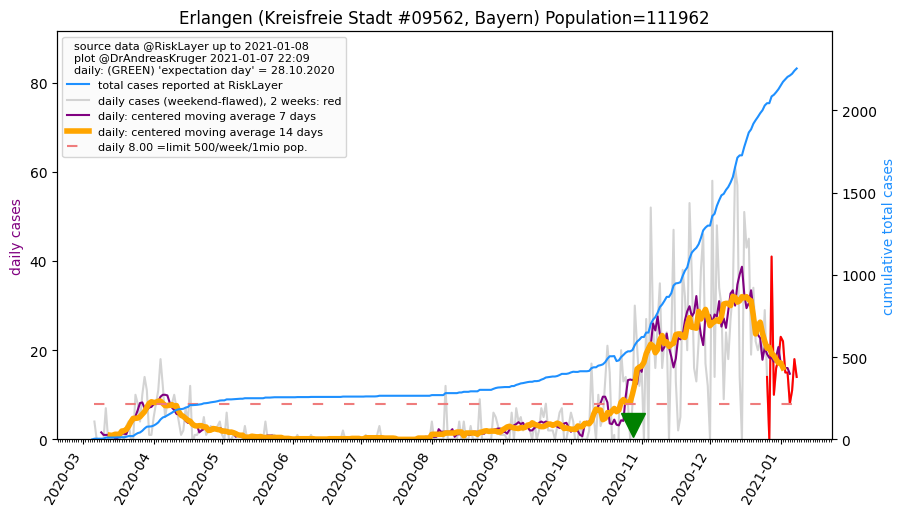 Erlangen (Kreisfreie Stadt #09562, Bayern) Population=111962
source data @RiskLayer up to 2021-01-08
plot @DrAndreasKruger 2021-01-07 22:09
daily: (GREEN) 'expectation day' = 28.10.2020
total cases reported at RiskLayer
daily cases (weekend-flawed), 2 weeks: red
daily: centered moving average 7 days
daily: centered moving average 14 days
daily 8.00 =limit 500/week/1mio pop.
daily cases
80
60
40
20
0
cumulative total cases
2000
1500
1000
500
0
2020-03
2020-04
2020-05
2020-06
2020-07
2020-08
2020-09
2020-10
2020-11
2020-12
2021-01